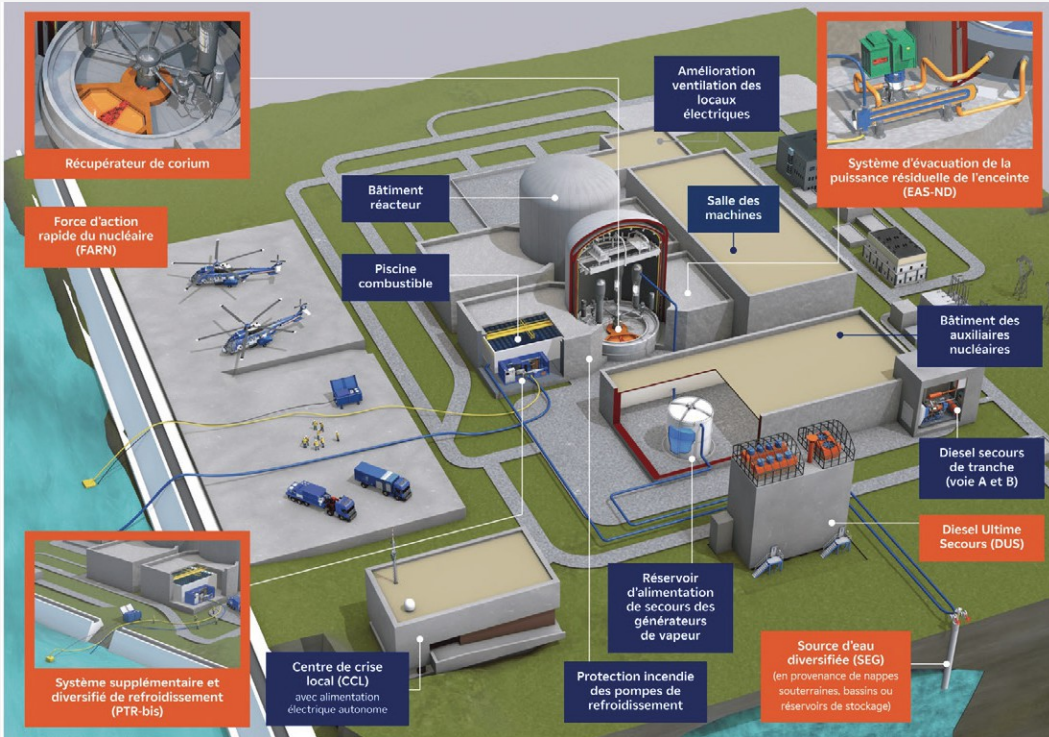 Récupérateur de corium
Force d'action
rapide du nucléaire
(FARN)
Bâtiment
réacteur
Piscine
combustible
Amélioration
ventilation des
locaux
électriques
Salle des
machines
Système d'évacuation de la
puissance résiduelle de l'enceinte
(EAS-ND)
Bâtiment des
auxiliaires
nucléaires
Diesel secours
de tranche
(voie A et B)
Diesel Ultime
Secours (DUS)
Système supplémentaire et
diversifié de refroidissement
(PTR-bis)
Centre de crise
local (CCL)
avec alimentation
électrique autonome
Réservoir
d'alimentation
de secours des
générateurs
de vapeur
Protection incendie
des pompes de
refroidissement
Source d'eau
diversifiée (SEG)
(en provenance de nappes
souterraines, bassins ou
réservoirs de stockage)